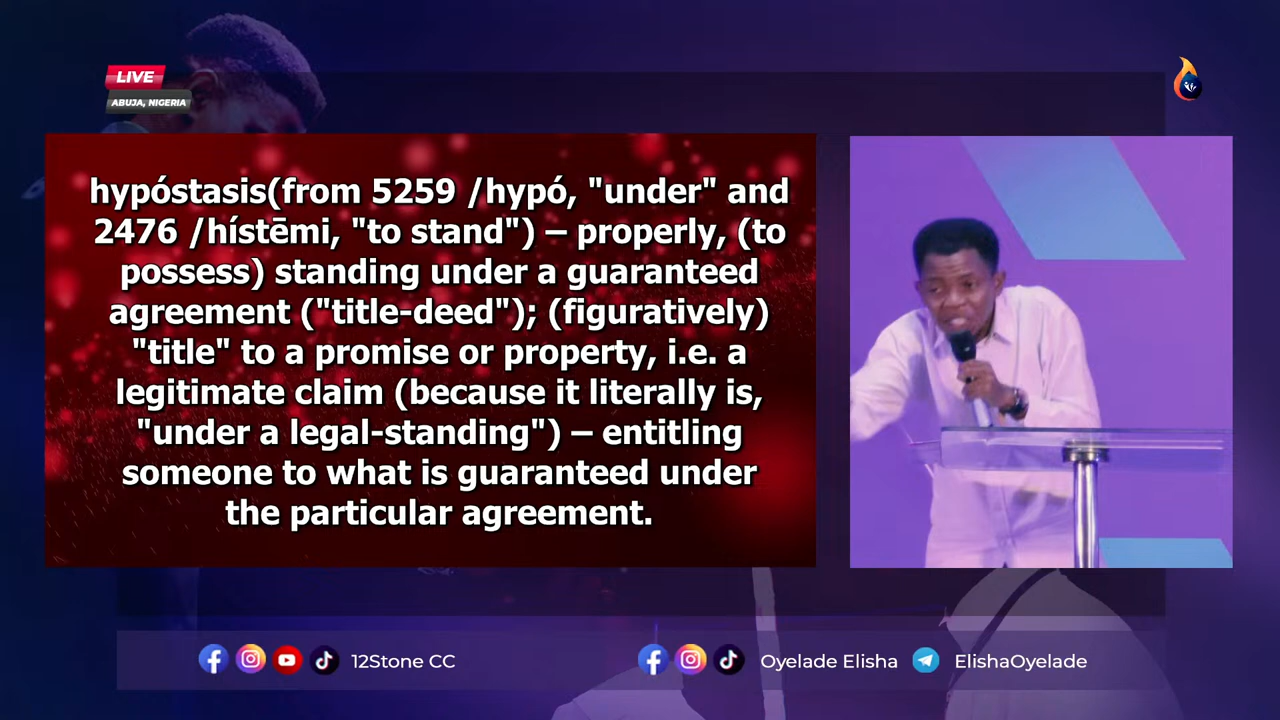 LIVE
ABUJA, NIGERIA
hypóstasis(from 5259 /hypó, "under" and
2476 /hístēmi, "to stand") – properly, (to
possess) standing under a guaranteed
agreement ("title-deed"); (figuratively)
"title" to a promise or property, i.e. a
legitimate claim (because it literally is,
"under a legal-standing") – entitling
someone to what is guaranteed under
the particular agreement.
12Stone CC
Oyelade Elisha
ElishaOyelade